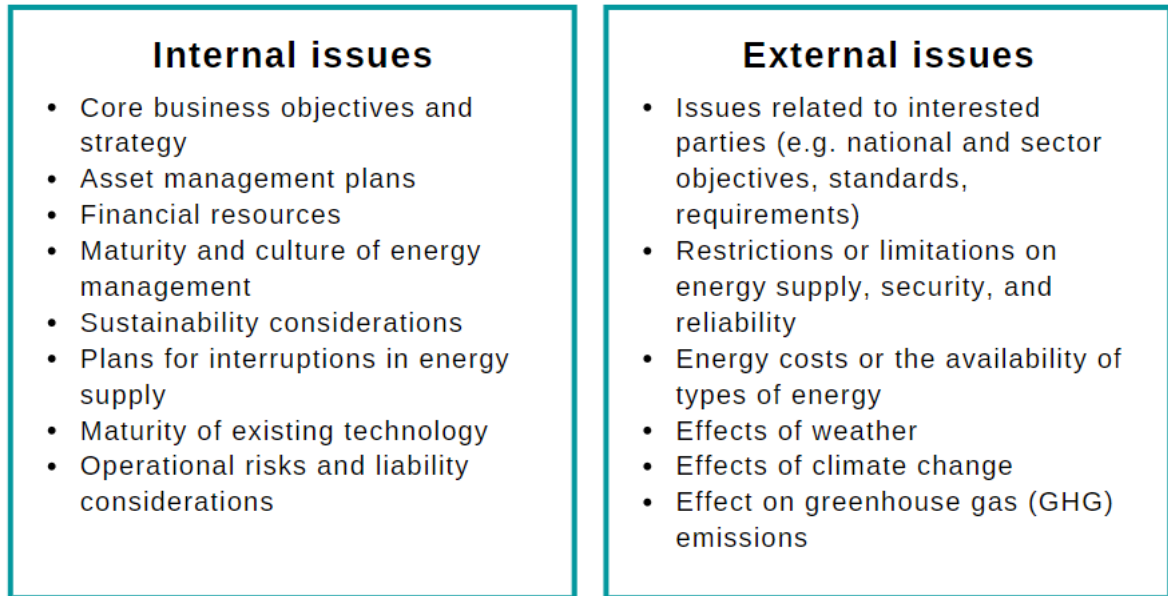 Internal issues
• Core business objectives and
strategy
• Asset management plans
• Financial resources
• Maturity and culture of energy
management
• Sustainability considerations
• Plans for interruptions in energy
supply
• Maturity of existing technology
• Operational risks and liability
considerations
External issues
• Issues related to interested
parties (e.g. national and sector
objectives, standards,
requirements)
• Restrictions or limitations on
energy supply, security, and
reliability
• Energy costs or the availability of
types of energy
• Effects of weather
• Effects of climate change
• Effect on greenhouse gas (GHG)
emissions